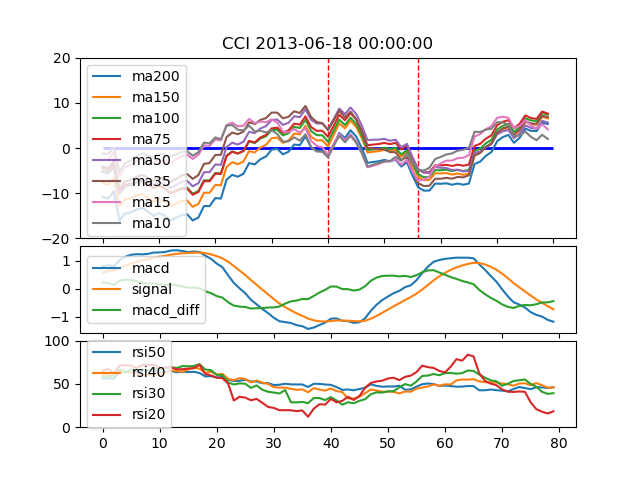 CCI 2013-06-18 00:00:00
20
10
0
−10
−20
ma200
ma150
ma100
ma75
ma50
ma35
ma15
ma10
1
0
−1
macd
signal
macd_diff
100
50
0
rsi50
rsi40
rsi30
rsi20
0 10 20 30 40 50 60 70 80